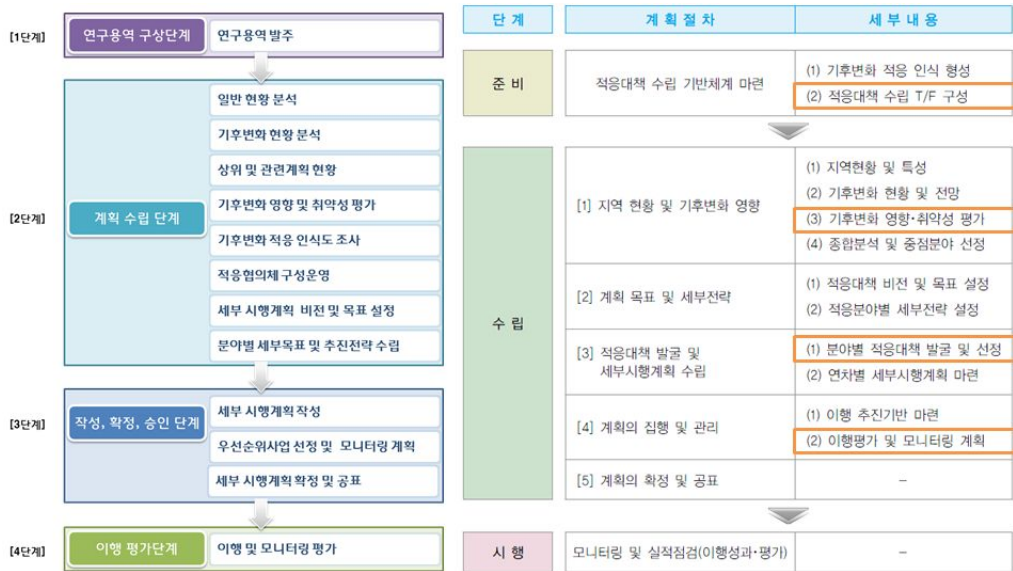 [1단계]
연구용역 구상단계
연구용역 발주
[2단계]
계획 수립 단계
일반 현황 분석
기후변화 현황 분석
상위 및 관련계획 현황
기후변화 영향 및 취약성 평가
기후변화 적응 인식도 조사
적응협의체 구성운영
세부 시행계획 비전 및 목표 설정
분야별 세부목표 및 추진전략 수립
[3단계]
작성, 확정, 승인 단계
세부 시행계획 작성
우선순위사업 선정 및 모니터링 계획
세부 시행계획 확정 및 공표
[4단계]
이행 평가단계
이행 및 모니터링 평가
단 계
계 획 절 차
세 부 내 용
준 비
적응대책 수립 기반체계 마련
(1) 기후변화 적응 인식 형성
(2) 적응대책 수립 T/F 구성
수 립
[1] 지역 현황 및 기후변화 영향
(1) 지역현황 및 특성
(2) 기후변화 현황 및 전망
(3) 기후변화 영향·취약성 평가
(4) 종합분석 및 중점분야 선정
[2] 계획 목표 및 세부전략
(1) 적응대책 비전 및 목표 설정
(2) 적응분야별 세부전략 설정
[3] 적응대책 발굴 및
세부시행계획 수립
(1) 분야별 적응대책 발굴 및 선정
(2) 연차별 세부시행계획 마련
[4] 계획의 집행 및 관리
(1) 이행 추진기반 마련
(2) 이행평가 및 모니터링 계획
[5] 계획의 확정 및 공표
–
시 행
모니터링 및 실적점검(이행성과·평가)
–